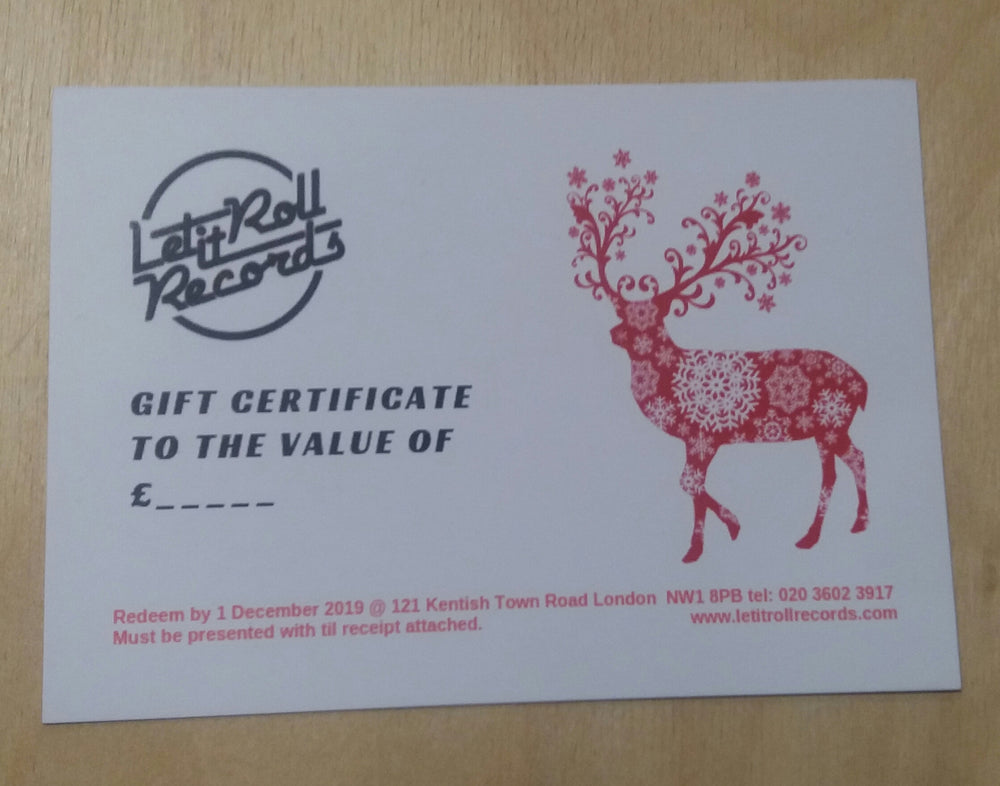 Let it Roll
Records
GIFT CERTIFICATE
TO THE VALUE OF
£_____
Redeem by 1 December 2019 @ 121 Kentish Town Road London NW1 8PB tel: 020 3602 3917
Must be presented with til receipt attached. www.letitrollrecords.com